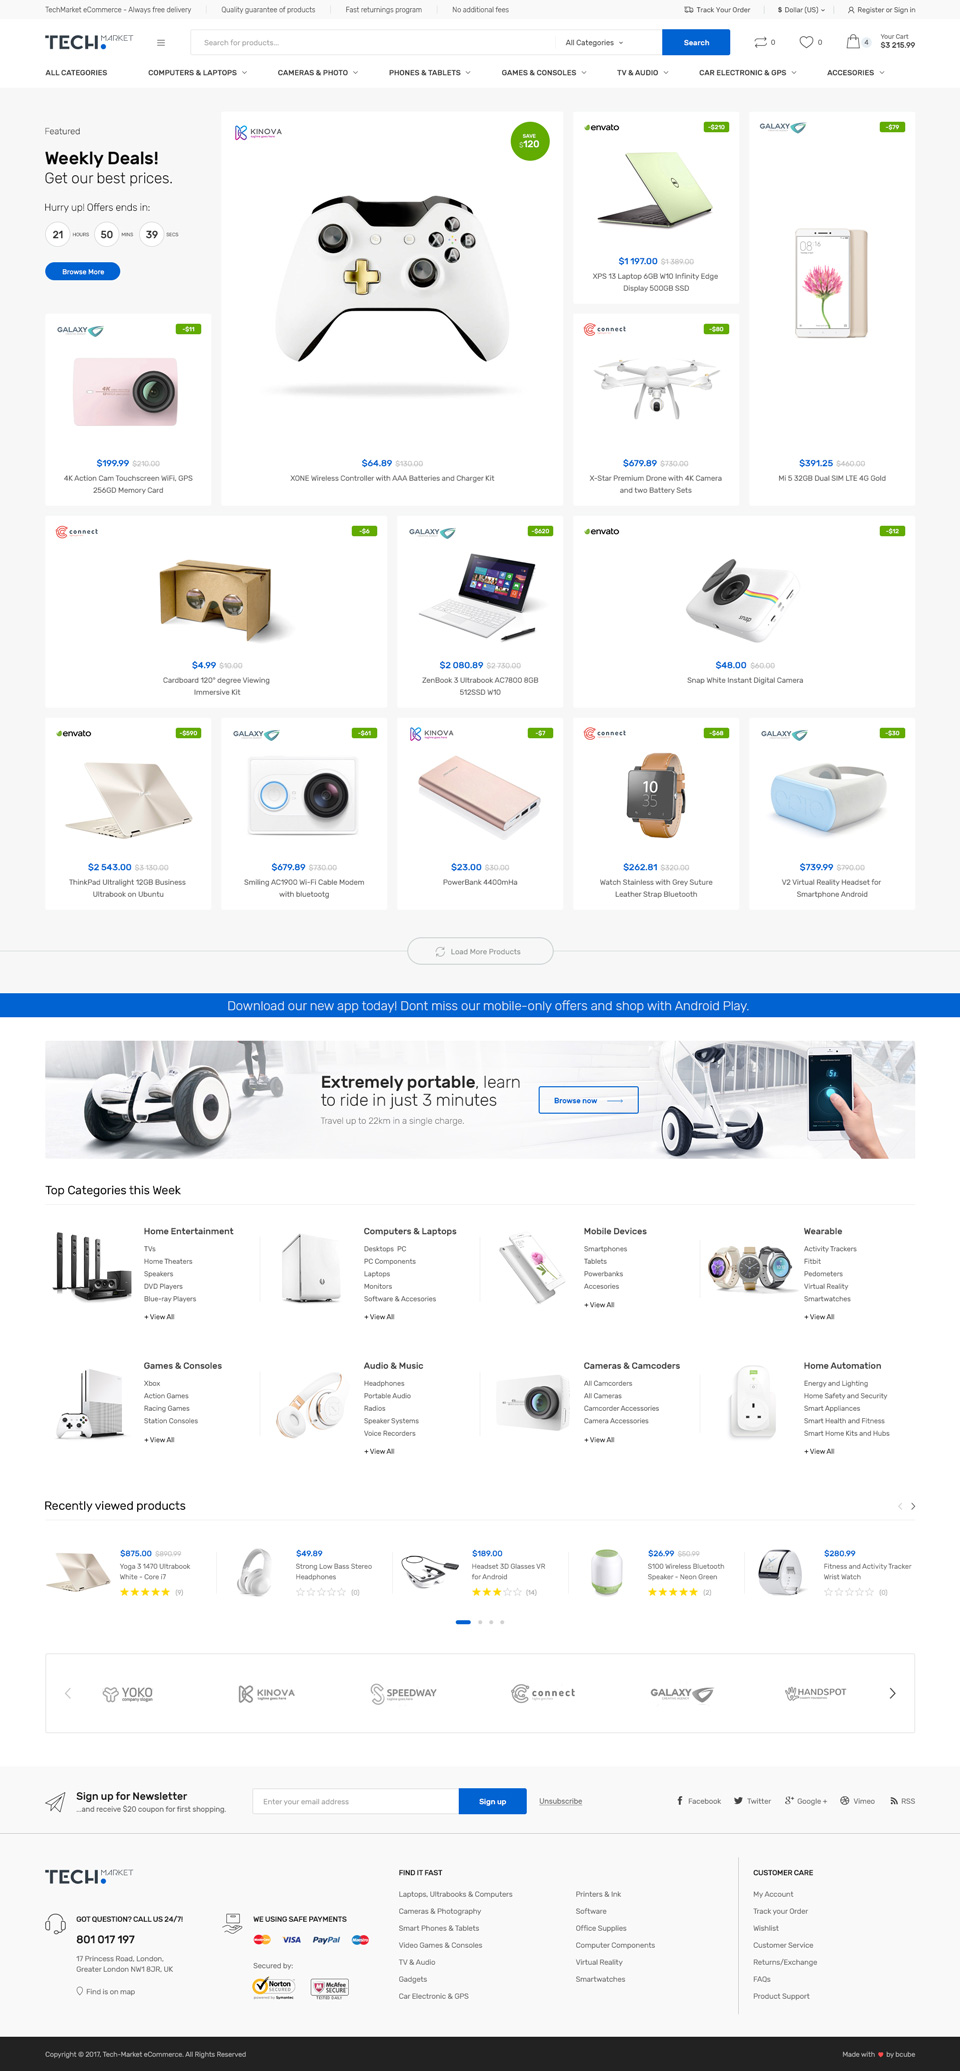 TechMarket eCommerce - Always free delivery
Quality guarantee of products
Fast returnings program
No additional fees
Track Your Order
$ Dollar (US)
Register or Sign in
TECH MARKET
Search for products...
All Categories
Search
0
0
4
Your Cart
$3 215.99
ALL CATEGORIES
COMPUTERS & LAPTOPS
CAMERAS & PHOTO
PHONES & TABLETS
GAMES & CONSOLES
TV & AUDIO
CAR ELECTRONIC & GPS
ACCESORIES
Featured
Weekly Deals!
Get our best prices.
Hurry up! Offers ends in:
21 HOURS 50 MINS 39 SECS
Browse More
KINOVA
tagline goes here
SAVE
$120
$64.89 $130.00
XONE Wireless Controller with AAA Batteries and Charger Kit
envato
-$210
$1 197.00 $1 389.00
XPS 13 Laptop 6GB W10 Infinity Edge
Display 500GB SSD
GALAXY
-$79
08:16
$391.25 $460.00
Mi 5 32GB Dual SIM LTE 4G Gold
GALAXY
-$11
4K
$199.99 $210.00
4K Action Cam Touchscreen WiFi, GPS
256GD Memory Card
connect
-$80
$679.89 $730.00
X-Star Premium Drone with 4K Camera
and two Battery Sets
connect
-$6
$4.99 $10.00
Cardboard 120° degree Viewing
Immersive Kit
GALAXY
-$620
$2 080.89 $2 730.00
ZenBook 3 Ultrabook AC7800 8GB
512SSD W10
envato
-$12
snap
$48.00 $60.00
Snap White Instant Digital Camera
envato
-$590
$2 543.00 $3 130.00
ThinkPad Ultralight 12GB Business
Ultrabook on Ubuntu
GALAXY
-$61
$679.89 $730.00
Smiling AC1900 Wi-Fi Cable Modem
with bluetootg
KINOVA
tagline goes here
-$7
$23.00 $30.00
PowerBank 4400mHa
connect
-$68
10
35
$262.81 $320.00
Watch Stainless with Grey Suture
Leather Strap Bluetooth
GALAXY
-$30
$739.99 $790.00
V2 Virtual Reality Headset for
Smartphone Android
Load More Products
Download our new app today! Dont miss our mobile-only offers and shop with Android Play.
Extremely portable, learn
to ride in just 3 minutes
Travel up to 22km in a single charge.
Browse now
Top Categories this Week
Home Entertainment
TVs
Home Theaters
Speakers
DVD Players
Blue-ray Players
+ View All
Computers & Laptops
Desktops PC
PC Components
Laptops
Monitors
Software & Accesories
+ View All
Mobile Devices
Smartphones
Tablets
Powerbanks
Accesories
+ View All
Wearable
Activity Trackers
Fitbit
Pedometers
Virtual Reality
Smartwatches
+ View All
Games & Consoles
Xbox
Action Games
Racing Games
Station Consoles
+ View All
Audio & Music
Headphones
Portable Audio
Radios
Speaker Systems
Voice Recorders
+ View All
Cameras & Camcoders
All Camcorders
All Cameras
Camcorder Accessories
Camera Accessories
+ View All
Home Automation
Energy and Lighting
Home Safety and Security
Smart Appliances
Smart Health and Fitness
Smart Home Kits and Hubs
+ View All
Recently viewed products
$875.00 $890.99
Yoga 3 1470 Ultrabook
White - Core i7
(9)
$49.89
Strong Low Bass Stereo
Headphones
(0)
$189.00
Headset 3D Glasses VR
for Android
(14)
$26.99 $50.99
S100 Wireless Bluetooth
Speaker - Neon Green
(2)
$280.99
Fitness and Activity Tracker
Wrist Watch
(0)
YOKO
company slogan
KINOVA
tagline goes here
SPEEDWAY
connect
GALAXY
HANDSPOT
Sign up for Newsletter
...and receive $20 coupon for first shopping.
Enter your email address
Sign up
Unsubscribe
Facebook
Twitter
Google +
Vimeo
RSS
TECH MARKET
GOT QUESTION? CALL US 24/7!
801 017 197
17 Princess Road, London,
Greater London NW1 8JR, UK
Find is on map
WE USING SAFE PAYMENTS
MasterCard VISA PayPal Maestro
Secured by:
Norton
SECURED
powered by Symantec
McAfee
SECURE
TESTED DAILY
FIND IT FAST
Laptops, Ultrabooks & Computers
Cameras & Photography
Smart Phones & Tablets
Video Games & Consoles
TV & Audio
Gadgets
Car Electronic & GPS
Printers & Ink
Software
Office Supplies
Computer Components
Virtual Reality
Smartwatches
CUSTOMER CARE
My Account
Track your Order
Wishlist
Customer Service
Returns/Exchange
FAQs
Product Support
Copyright © 2017, Tech-Market eCommerce. All Rights Reserved
Made with ♥ by bcube